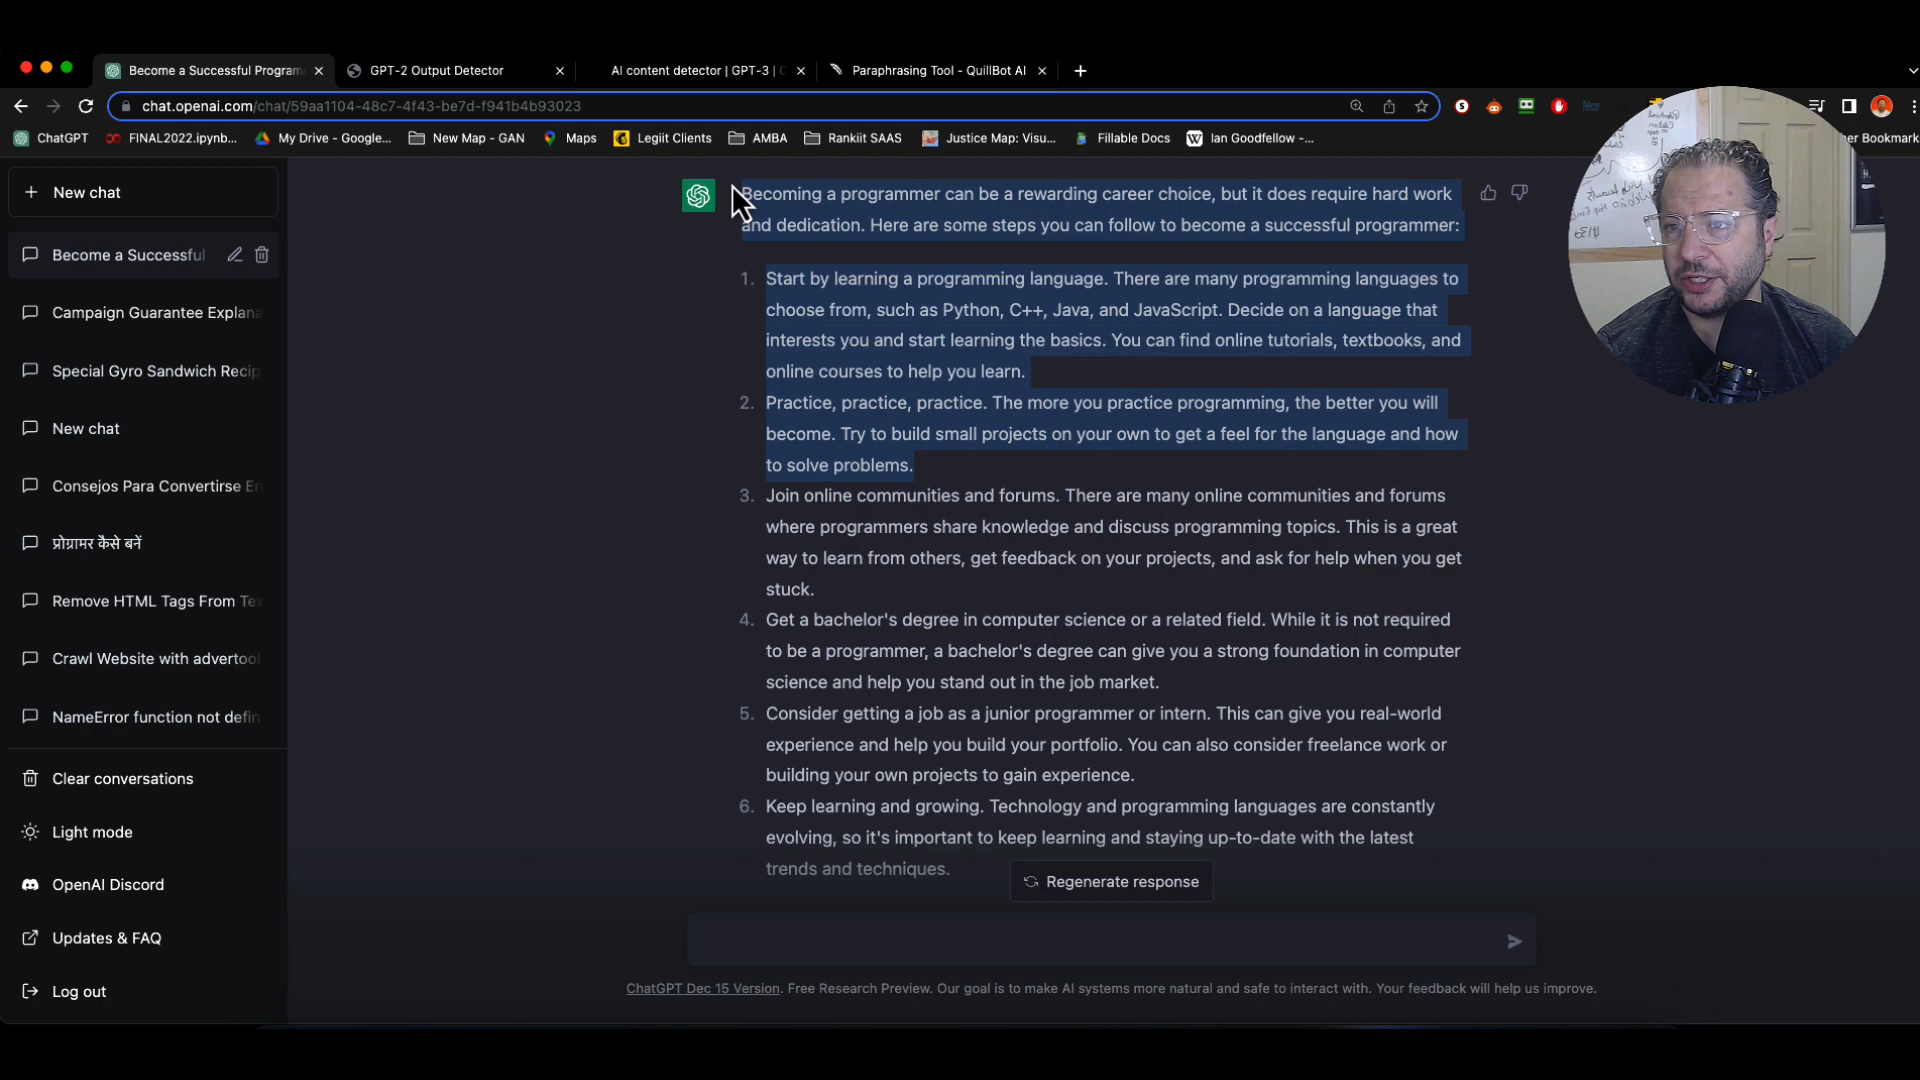 Become a Successful Program
GPT-2 Output Detector
AI content detector | GPT-3 |
Paraphrasing Tool - QuillBot AI
chat.openai.com/chat/59aa1104-48c7-4f43-be7d-f941b4b93023
ChatGPT
FINAL2022.ipynb...
My Drive - Google...
New Map - GAN
Maps
Legiit Clients
AMBA
Rankiit SAAS
Justice Map: Visu...
Fillable Docs
W
Ian Goodfellow -...
her Bookmarks
New chat
Become a Successful
Campaign Guarantee Explana
Special Gyro Sandwich Recip
New chat
Consejos Para Convertirse En
प्रोग्रामर कैसे बनें
Remove HTML Tags From Tex
Crawl Website with advertool
NameError function not defin
Clear conversations
Light mode
OpenAI Discord
Updates & FAQ
Log out
Becoming a programmer can be a rewarding career choice, but it does require hard work
and dedication. Here are some steps you can follow to become a successful programmer:
1. Start by learning a programming language. There are many programming languages to
choose from, such as Python, C++, Java, and JavaScript. Decide on a language that
interests you and start learning the basics. You can find online tutorials, textbooks, and
online courses to help you learn.
2. Practice, practice, practice. The more you practice programming, the better you will
become. Try to build small projects on your own to get a feel for the language and how
to solve problems.
3. Join online communities and forums. There are many online communities and forums
where programmers share knowledge and discuss programming topics. This is a great
way to learn from others, get feedback on your projects, and ask for help when you get
stuck.
4. Get a bachelor's degree in computer science or a related field. While it is not required
to be a programmer, a bachelor's degree can give you a strong foundation in computer
science and help you stand out in the job market.
5. Consider getting a job as a junior programmer or intern. This can give you real-world
experience and help you build your portfolio. You can also consider freelance work or
building your own projects to gain experience.
6. Keep learning and growing. Technology and programming languages are constantly
evolving, so it's important to keep learning and staying up-to-date with the latest
trends and techniques.
Regenerate response
ChatGPT Dec 15 Version. Free Research Preview. Our goal is to make AI systems more natural and safe to interact with. Your feedback will help us improve.